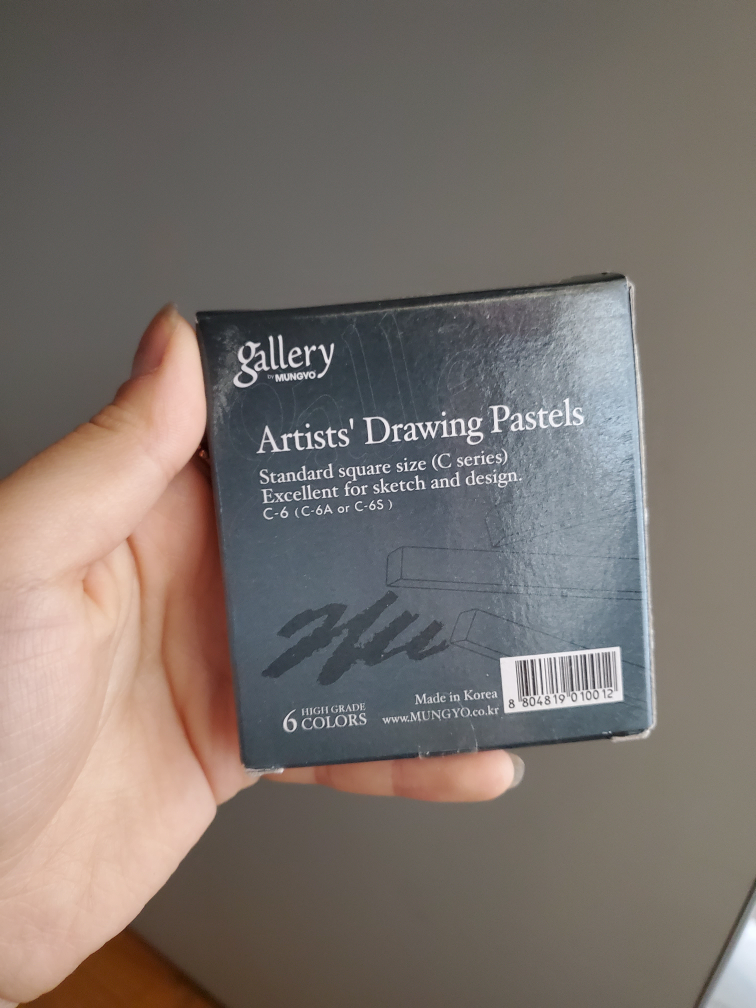 gallery
BY MUNGYO
Artists' Drawing Pastels
Standard square size (C series)
Excellent for sketch and design.
C-6 (C-6A or C-6S)
6 HIGH GRADE
COLORS
Made in Korea
www.MUNGYO.co.kr
8 804819 010012